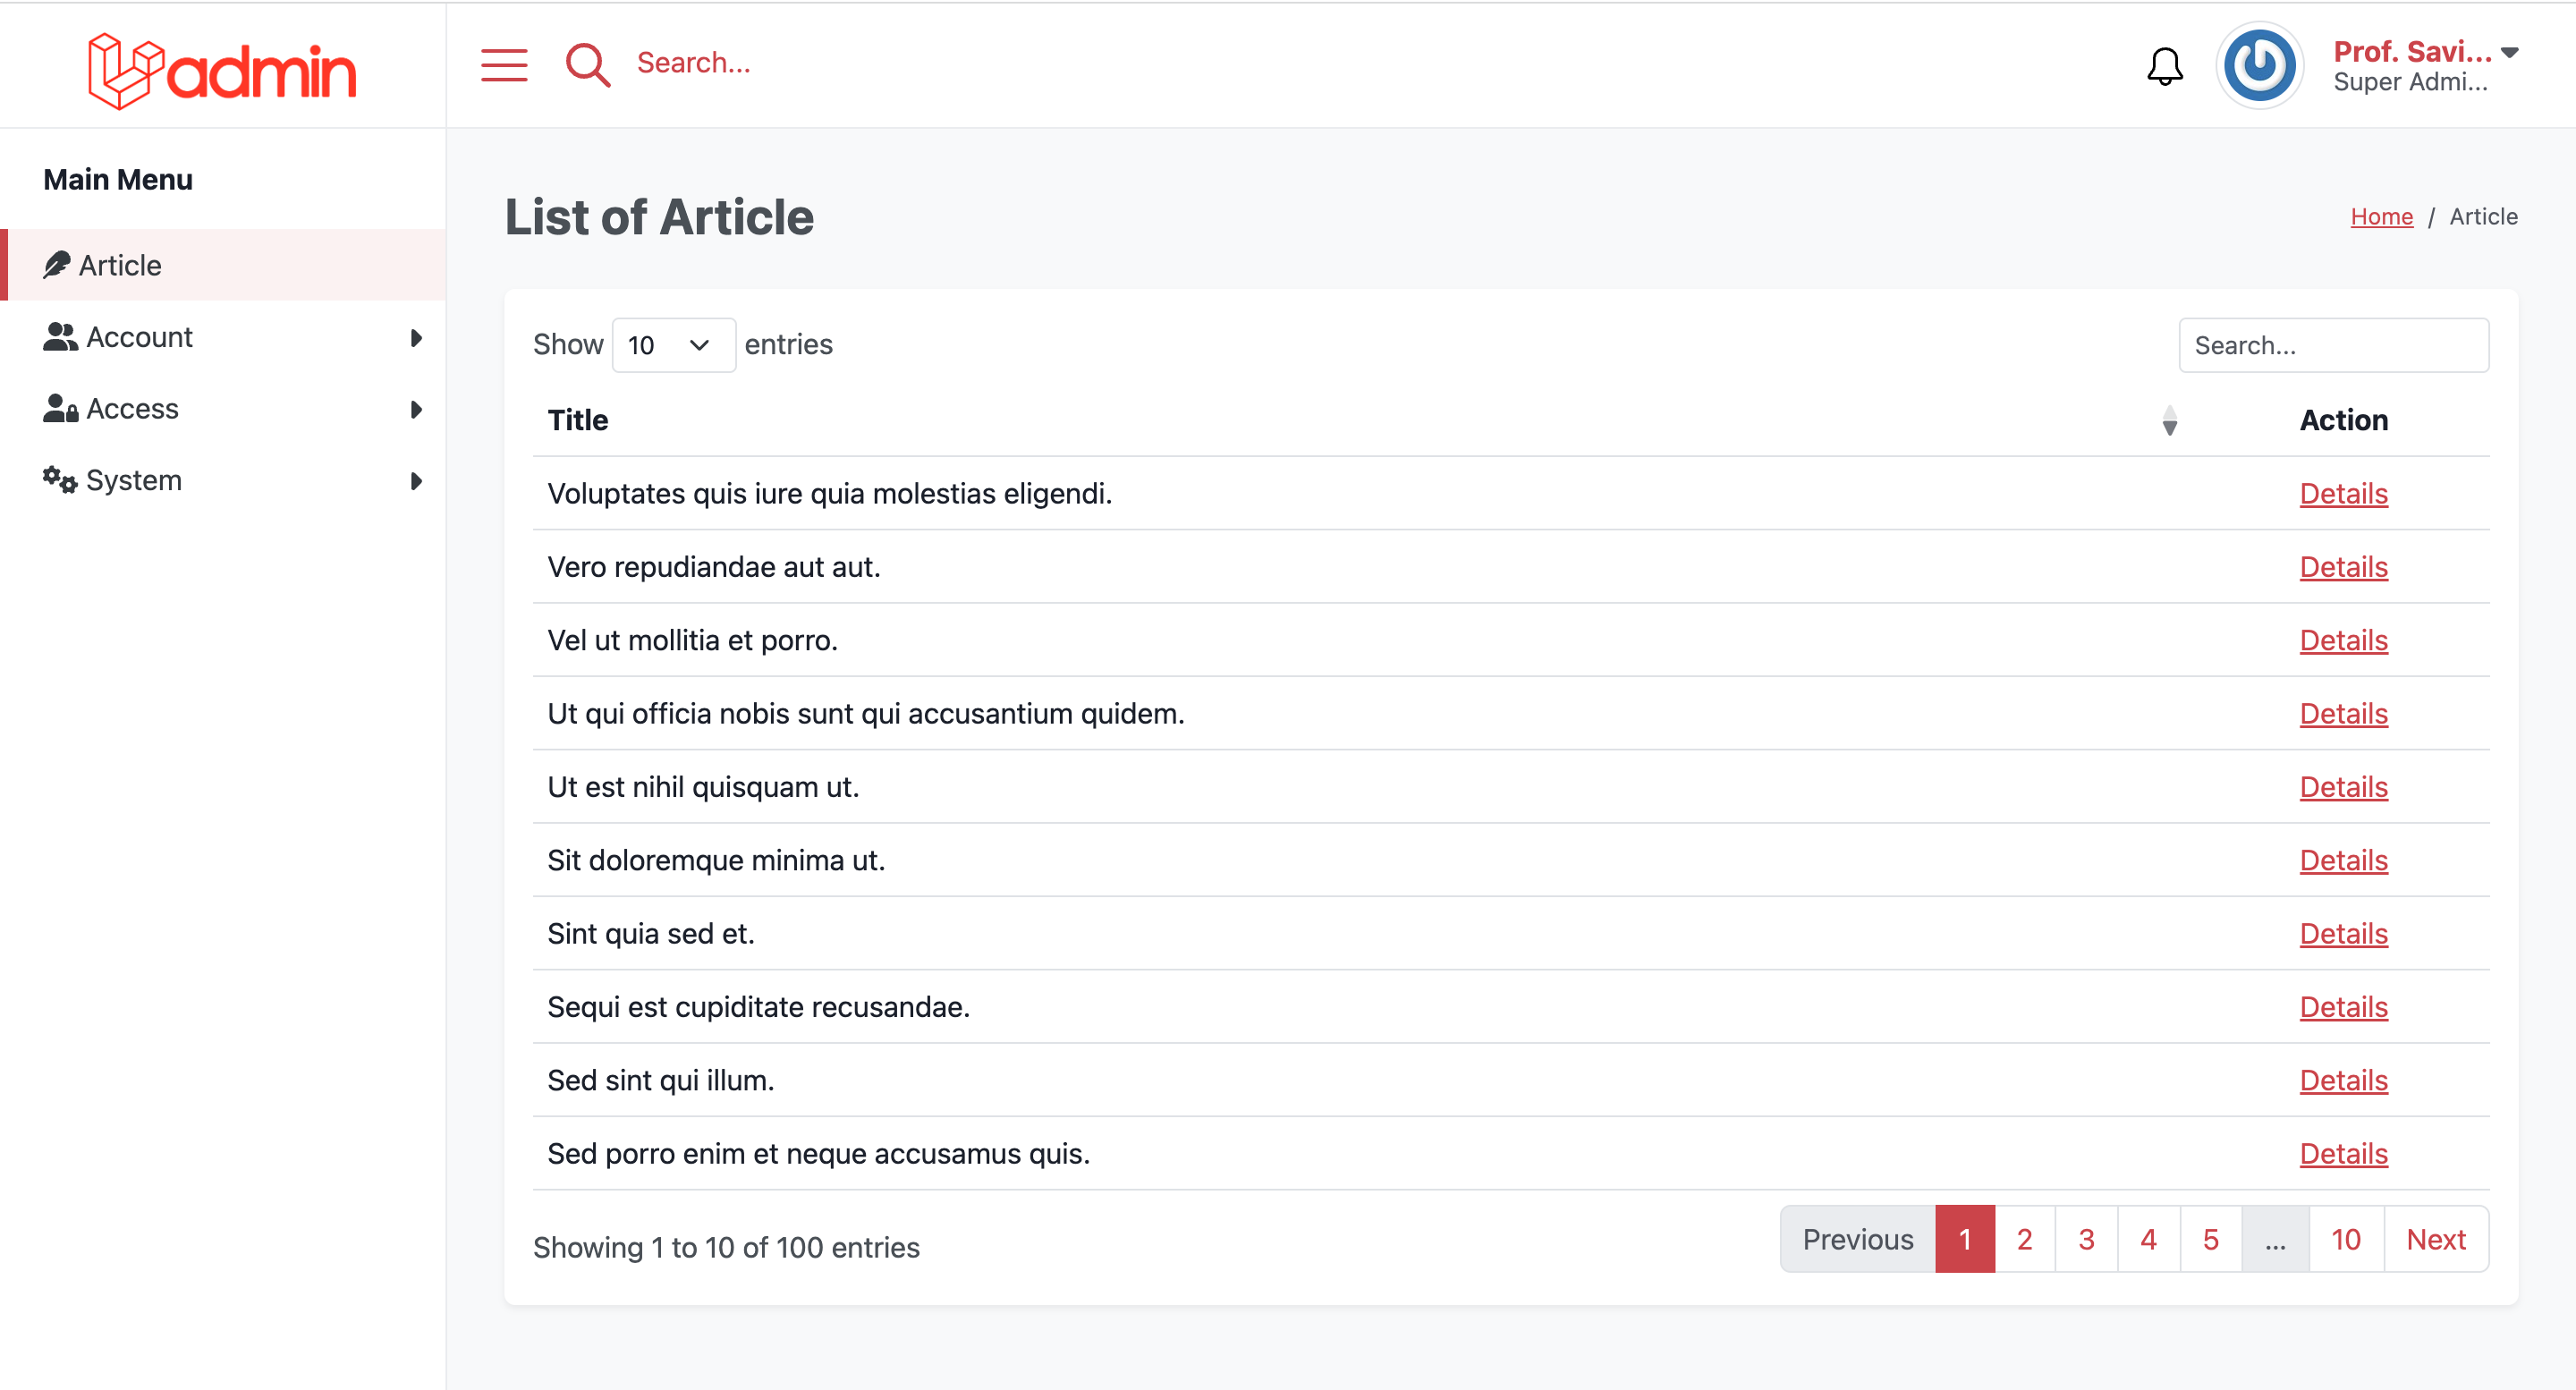 admin
Search...
Prof. Savi...
Super Admi...
Main Menu
Article
Account
Access
System
List of Article
Home / Article
Show 10 entries
Search...
Title Action
Voluptates quis iure quia molestias eligendi. Details
Vero repudiandae aut aut. Details
Vel ut mollitia et porro. Details
Ut qui officia nobis sunt qui accusantium quidem. Details
Ut est nihil quisquam ut. Details
Sit doloremque minima ut. Details
Sint quia sed et. Details
Sequi est cupiditate recusandae. Details
Sed sint qui illum. Details
Sed porro enim et neque accusamus quis. Details
Showing 1 to 10 of 100 entries
Previous 1 2 3 4 5 ... 10 Next